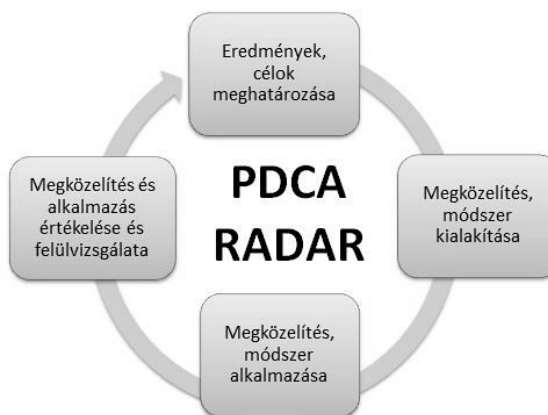 Eredmények,
célok
meghatározása
PDCA
RADAR
Megközelítés,
módszer
kialakítása
Megközelítés,
módszer
alkalmazása
Megközelítés és
alkalmazás
értékelése és
felülvizsgálata